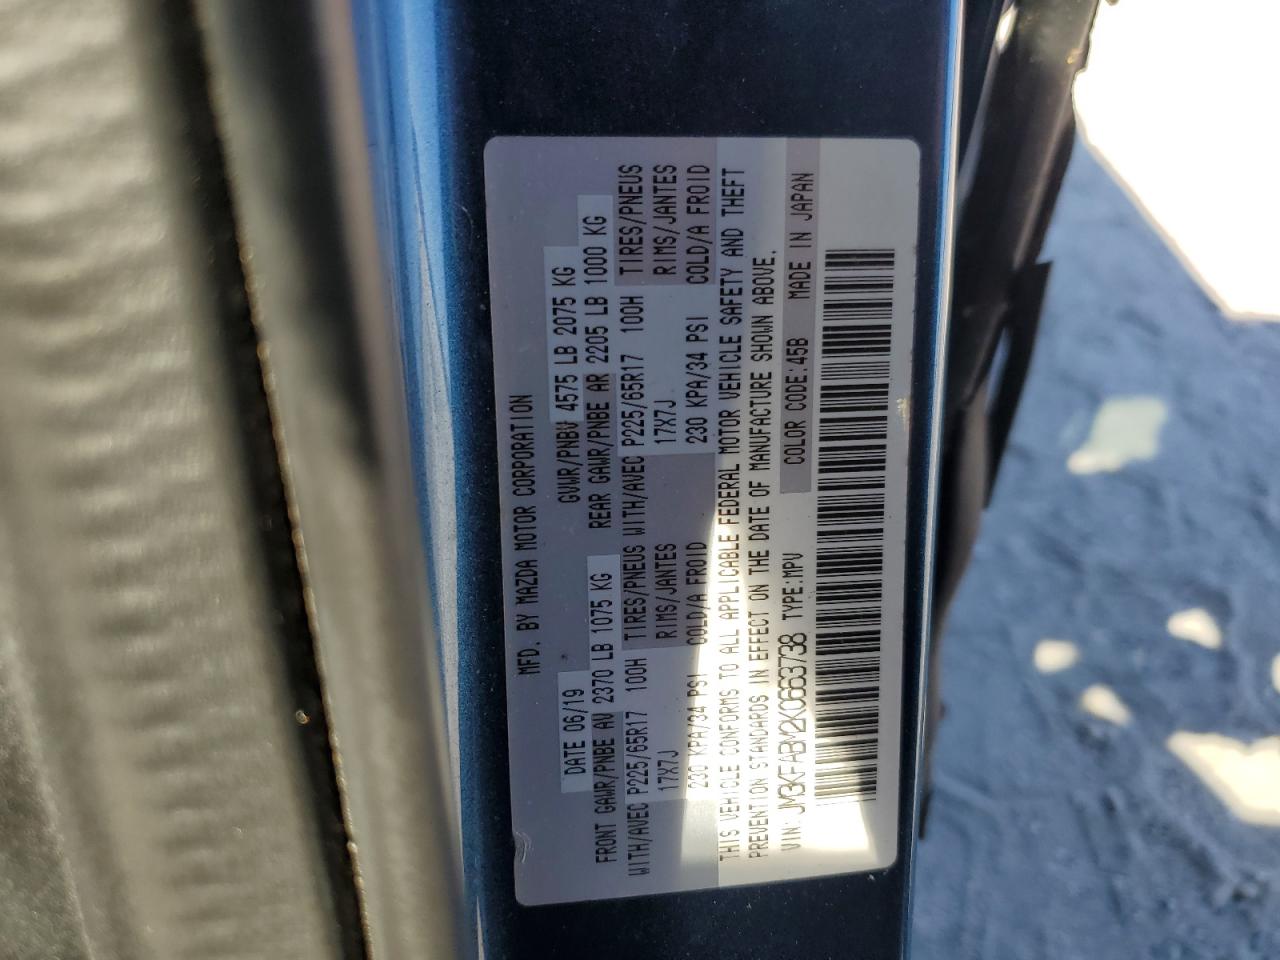 MFD. BY MAZDA MOTOR CORPORATION
DATE 06/19 GVWR/PNBV 4575 LB 2075 KG
FRONT GAWR/PNBE AV 2370 LB 1075 KG REAR GAWR/PNBE AR 2205 LB 1000 KG
WITH/AVEC P225/65R17 100H TIRES/PNEUS WITH/AVEC P225/65R17 100H TIRES/PNEUS
17X7J RIMS/JANTES 17X7J RIMS/JANTES
230 KPA/34 PSI COLD/A FROID 230 KPA/34 PSI COLD/A FROID
THIS VEHICLE CONFORMS TO ALL APPLICABLE FEDERAL MOTOR VEHICLE SAFETY AND THEFT
PREVENTION STANDARDS IN EFFECT ON THE DATE OF MANUFACTURE SHOWN ABOVE.
VIN: JM3KFABM2K0663738 TYPE:MPV COLOR CODE:45B MADE IN JAPAN